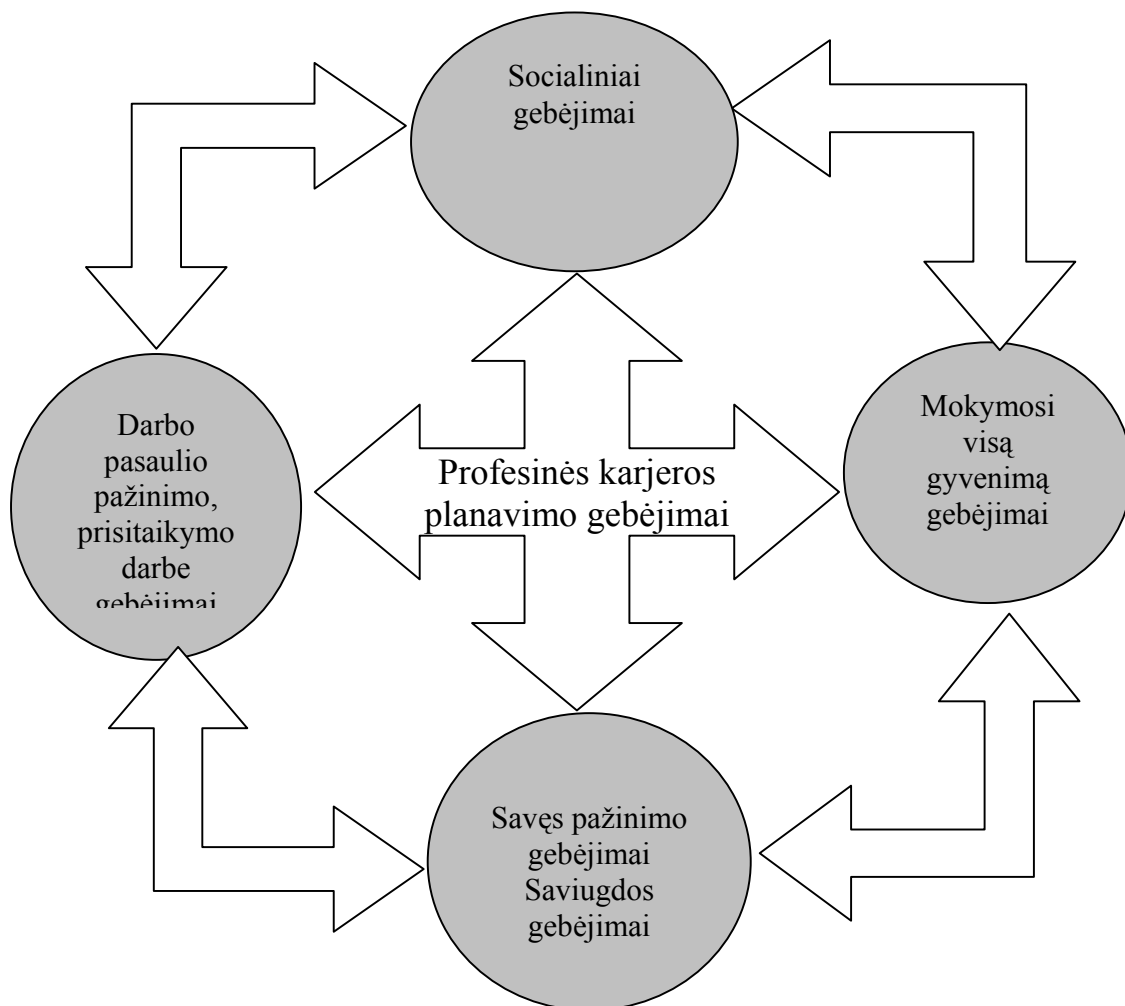 Socialiniai
gebėjimai
Darbo
pasaulio
pažinimo,
prisitaikymo
darbe
gebėjimai
Profesinės karjeros
planavimo gebėjimai
Mokymosi
visą
gyvenimą
gebėjimai
Savęs pažinimo
gebėjimai
Saviugdos
gebėjimai